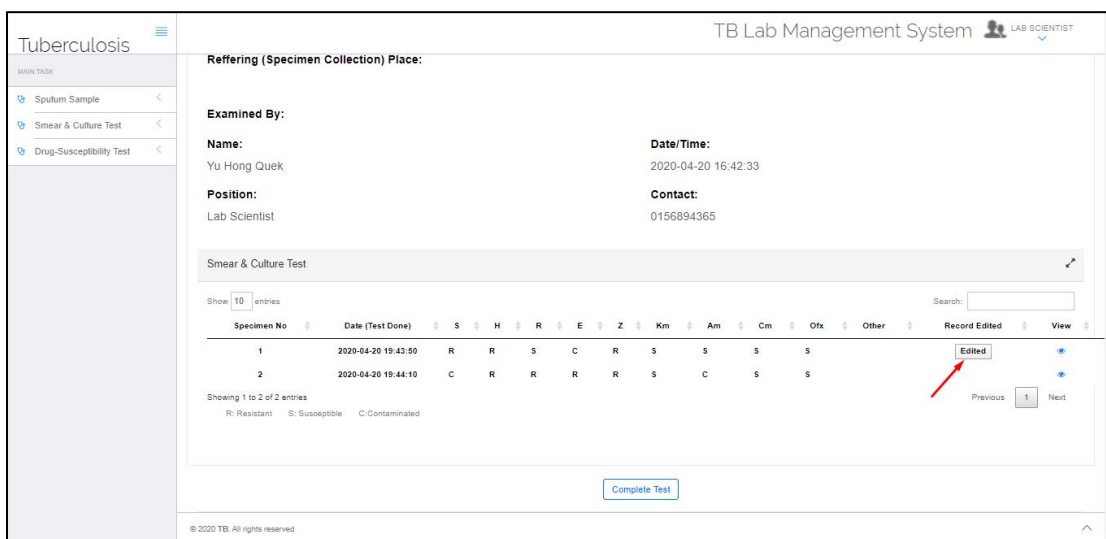 Tuberculosis
TB Lab Management System LAB SCIENTIST
MAIN TASK
Sputum Sample
Smear & Culture Test
Drug-Susceptibility Test
Reffering (Specimen Collection) Place:
Examined By:
Name: Date/Time:
Yu Hong Quek 2020-04-20 16:42:33
Position: Contact:
Lab Scientist 0156894365
Smear & Culture Test
Show 10 entries Search:
Specimen No Date (Test Done) S H R E Z Km Am Cm Ofx Other Record Edited View
1 2020-04-20 19:43:50 R R S C R S S S S Edited
2 2020-04-20 19:44:10 C R R R R S C S S
Showing 1 to 2 of 2 entries Previous 1 Next
R: Resistant S: Susceptible C:Contaminated
Complete Test
© 2020 TB. All rights reserved